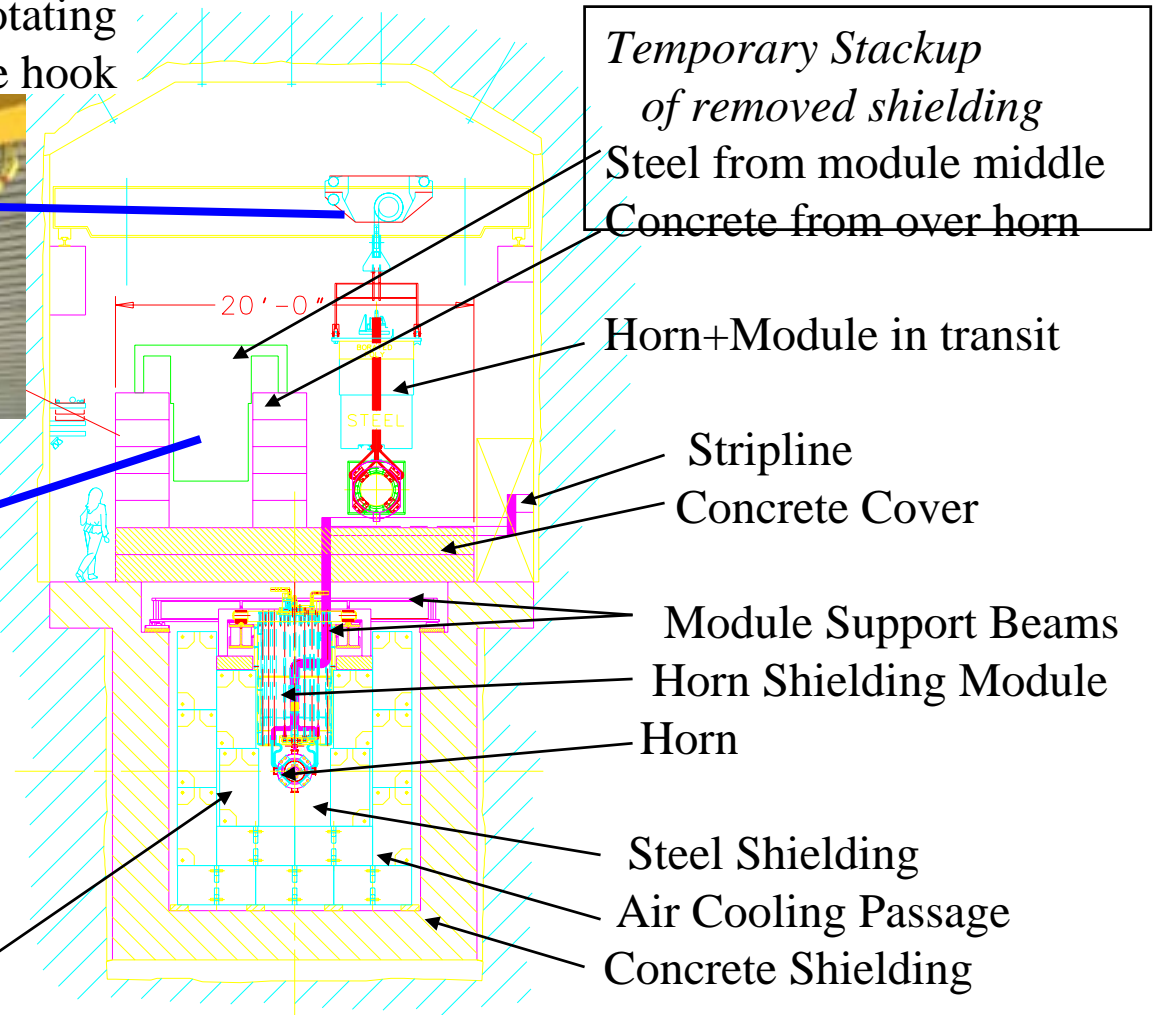 otating
e hook
Temporary Stackup
of removed shielding
Steel from module middle
Concrete from over horn
20'-0"
Horn+Module in transit
STEEL
Stripline
Concrete Cover
Module Support Beams
Horn Shielding Module
Horn
Steel Shielding
Air Cooling Passage
Concrete Shielding